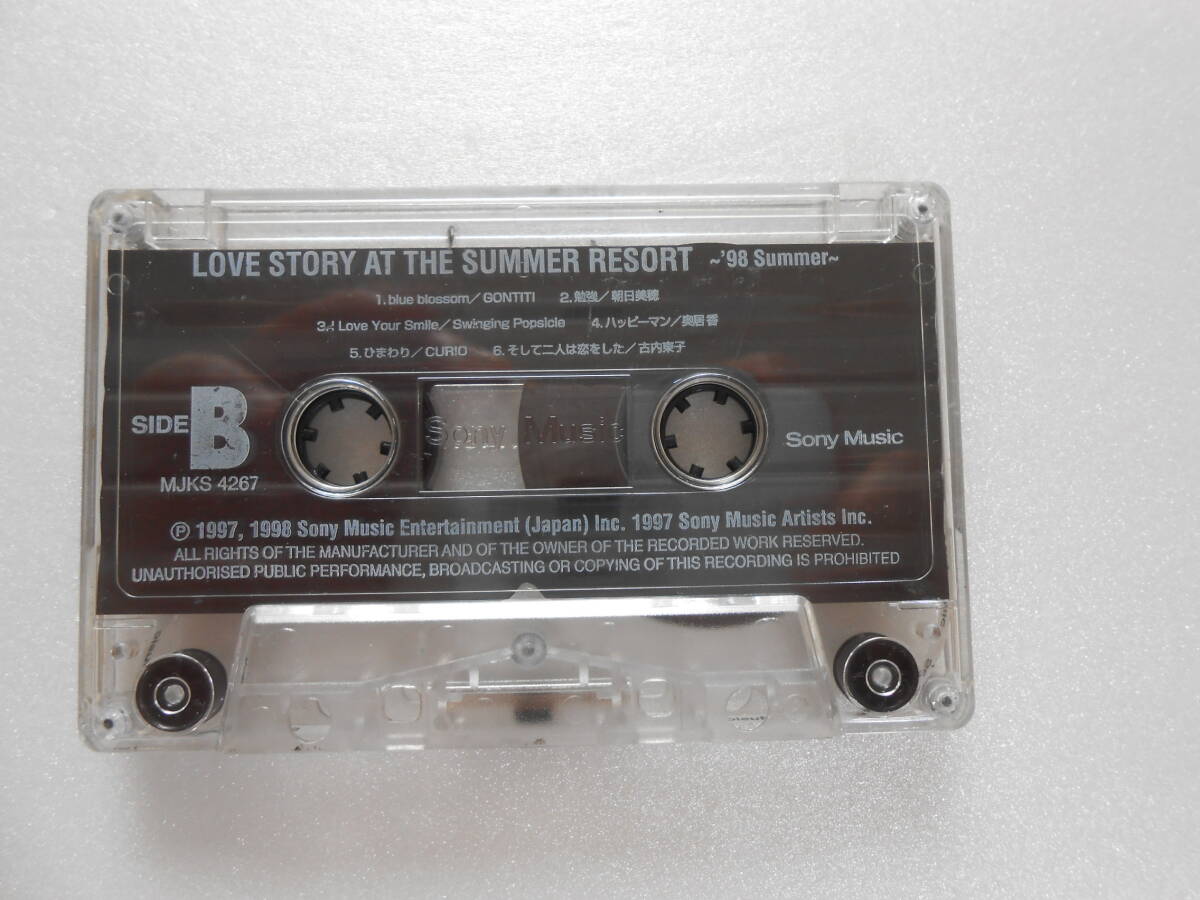 LOVE STORY AT THE SUMMER RESORT ~'98 Summer~
1. blue blossom/GONTITI 2. 勉強/朝日美穂
3. I Love Your Smile/Swinging Popsicle 4. ハッピーマン/奥居香
5. ひまわり/CURIO 6. そして二人は恋をした/古内東子
SIDE B
Sony Music
Sony Music
MJKS 4267
Ⓟ 1997, 1998 Sony Music Entertainment (Japan) Inc. 1997 Sony Music Artists Inc.
ALL RIGHTS OF THE MANUFACTURER AND OF THE OWNER OF THE RECORDED WORK RESERVED.
UNAUTHORISED PUBLIC PERFORMANCE, BROADCASTING OR COPYING OF THIS RECORDING IS PROHIBITED